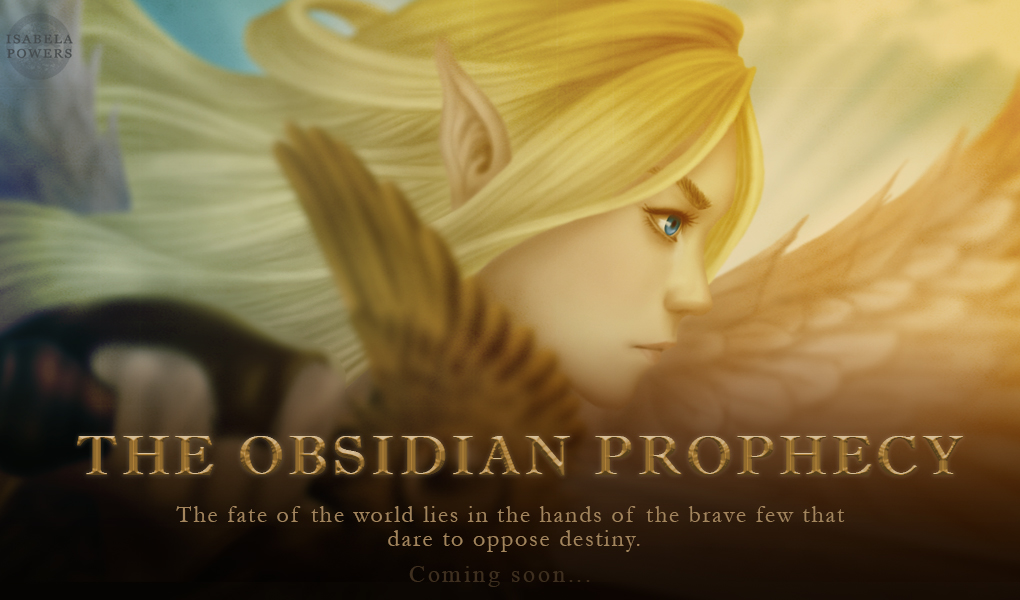 ISABELA
POWERS
THE OBSIDIAN PROPHECY
The fate of the world lies in the hands of the brave few that
dare to oppose destiny.
Coming soon...